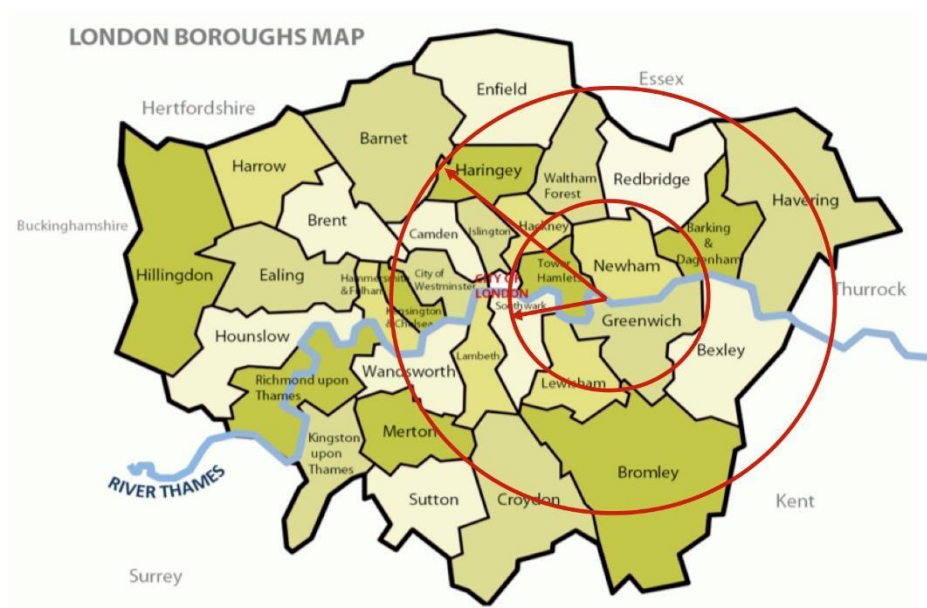 LONDON BOROUGHS MAP
Essex
Enfield
Hertfordshire
Barnet
Harrow
Haringey
Waltham
Forest
Redbridge
Havering
Buckinghamshire
Brent
Camden
Islington
Hackney
Barking
&
Dagenham
Hillingdon
Ealing
Hammersmith
& Fulham
City of
Westminster
CITY OF
LONDON
Tower
Hamlets
Newham
Thurrock
Kensington
& Chelsea
Southwark
Greenwich
Hounslow
Bexley
Richmond upon
Thames
Wandsworth
Lambeth
Lewisham
Kingston
upon
Thames
Merton
Bromley
RIVER THAMES
Sutton
Croydon
Kent
Surrey